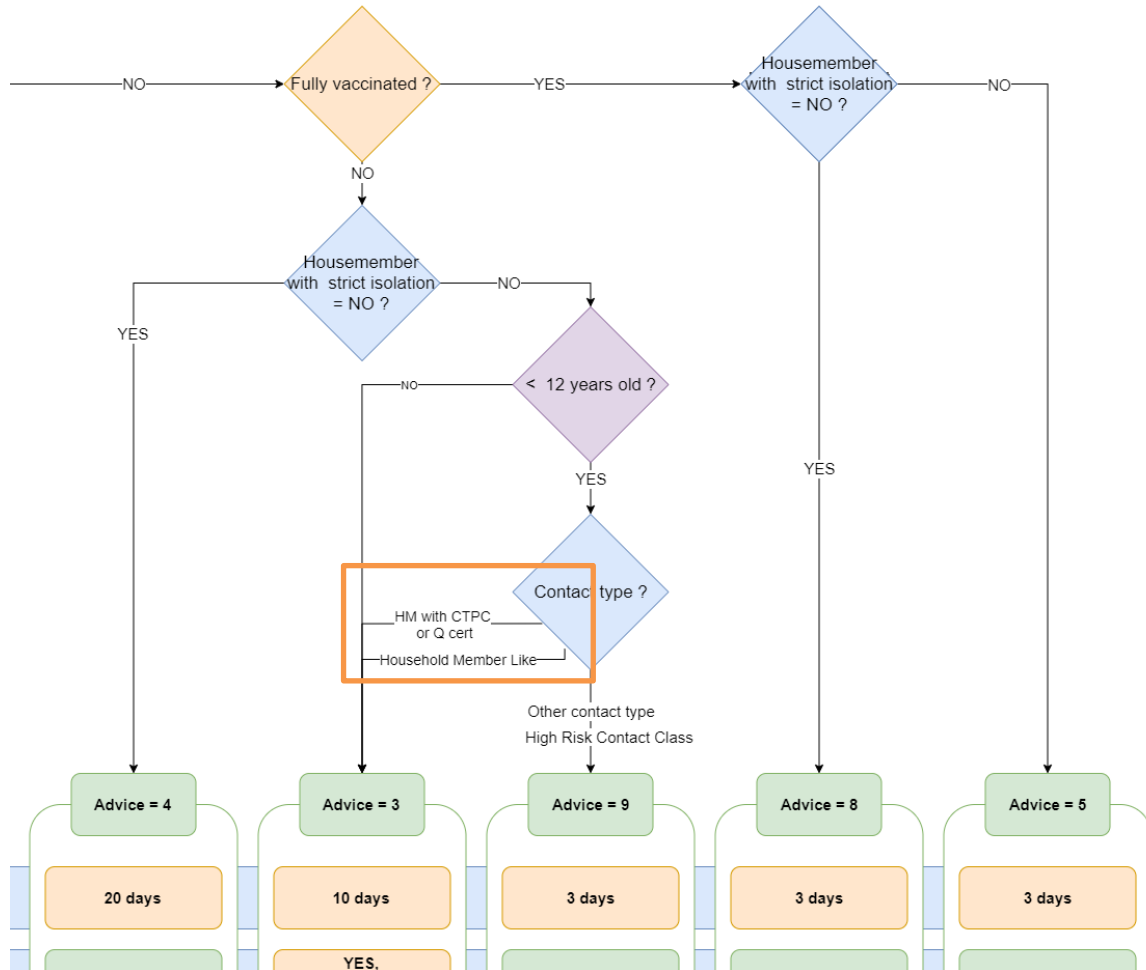 NO
Fully vaccinated ?
YES
Housemember
with strict isolation
= NO ?
NO
NO
Housemember
with strict isolation
= NO ?
NO
YES
NO
< 12 years old ?
YES
YES
Contact type ?
HM with CTPC
or Q cert
Household Member Like
Other contact type
High Risk Contact Class
Advice = 4
Advice = 3
Advice = 9
Advice = 8
Advice = 5
20 days
10 days
3 days
3 days
3 days
YES,